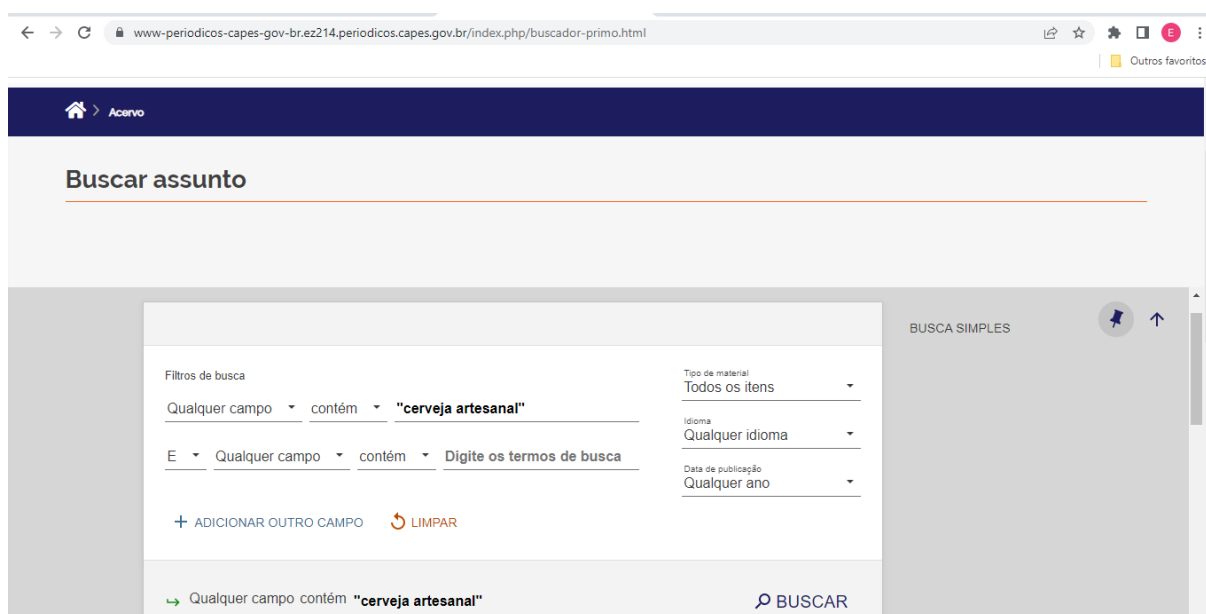 www-periodicos-capes-gov-br.ez214.periodicos.capes.gov.br/index.php/buscador-primo.html
E
Outros favoritos
Acervo
Buscar assunto
BUSCA SIMPLES
Filtros de busca
Qualquer campo contém "cerveja artesanal"
E Qualquer campo contém Digite os termos de busca
Tipo de material
Todos os itens
Idioma
Qualquer idioma
Data de publicação
Qualquer ano
+ ADICIONAR OUTRO CAMPO LIMPAR
Qualquer campo contém "cerveja artesanal" BUSCAR